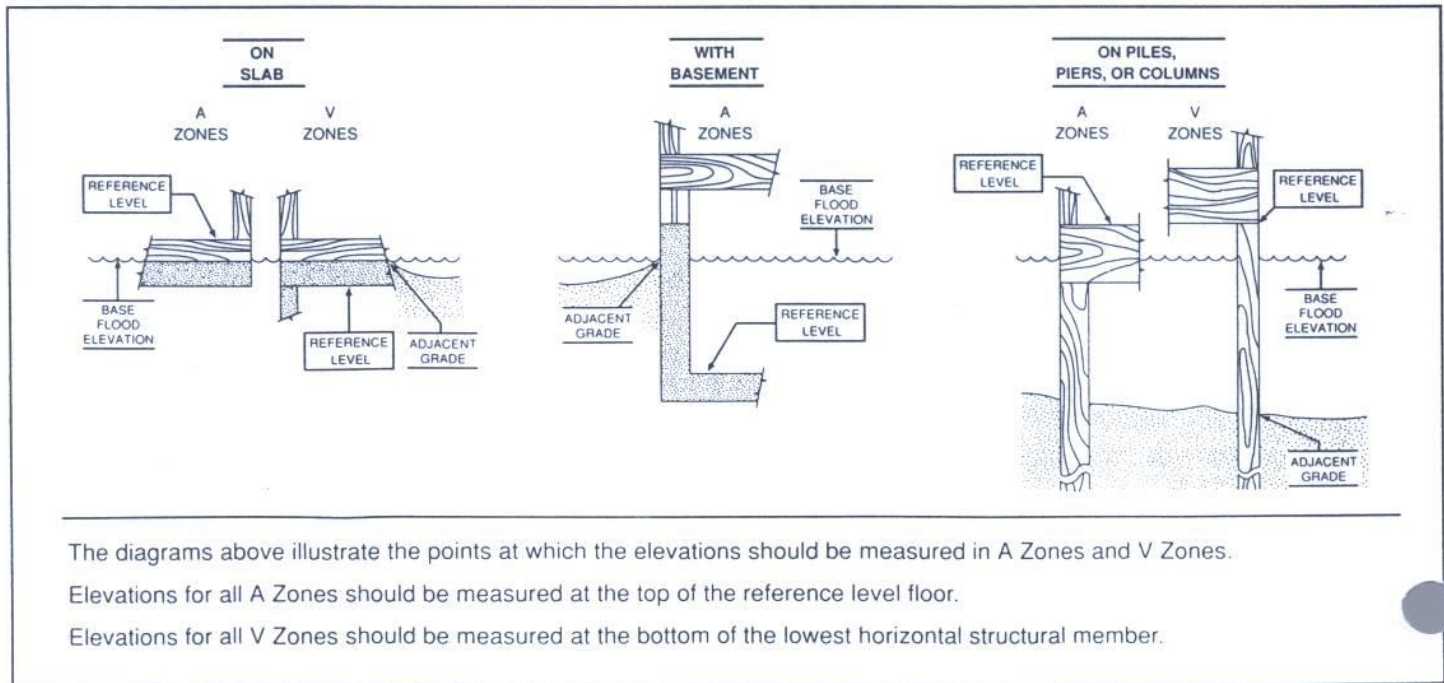 ON
SLAB
A
ZONES
V
ZONES
REFERENCE
LEVEL
BASE
FLOOD
ELEVATION
REFERENCE
LEVEL
ADJACENT
GRADE
WITH
BASEMENT
A
ZONES
BASE
FLOOD
ELEVATION
ADJACENT
GRADE
REFERENCE
LEVEL
ON PILES,
PIERS, OR COLUMNS
A
ZONES
V
ZONES
REFERENCE
LEVEL
REFERENCE
LEVEL
BASE
FLOOD
ELEVATION
ADJACENT
GRADE
The diagrams above illustrate the points at which the elevations should be measured in A Zones and V Zones.
Elevations for all A Zones should be measured at the top of the reference level floor.
Elevations for all V Zones should be measured at the bottom of the lowest horizontal structural member.